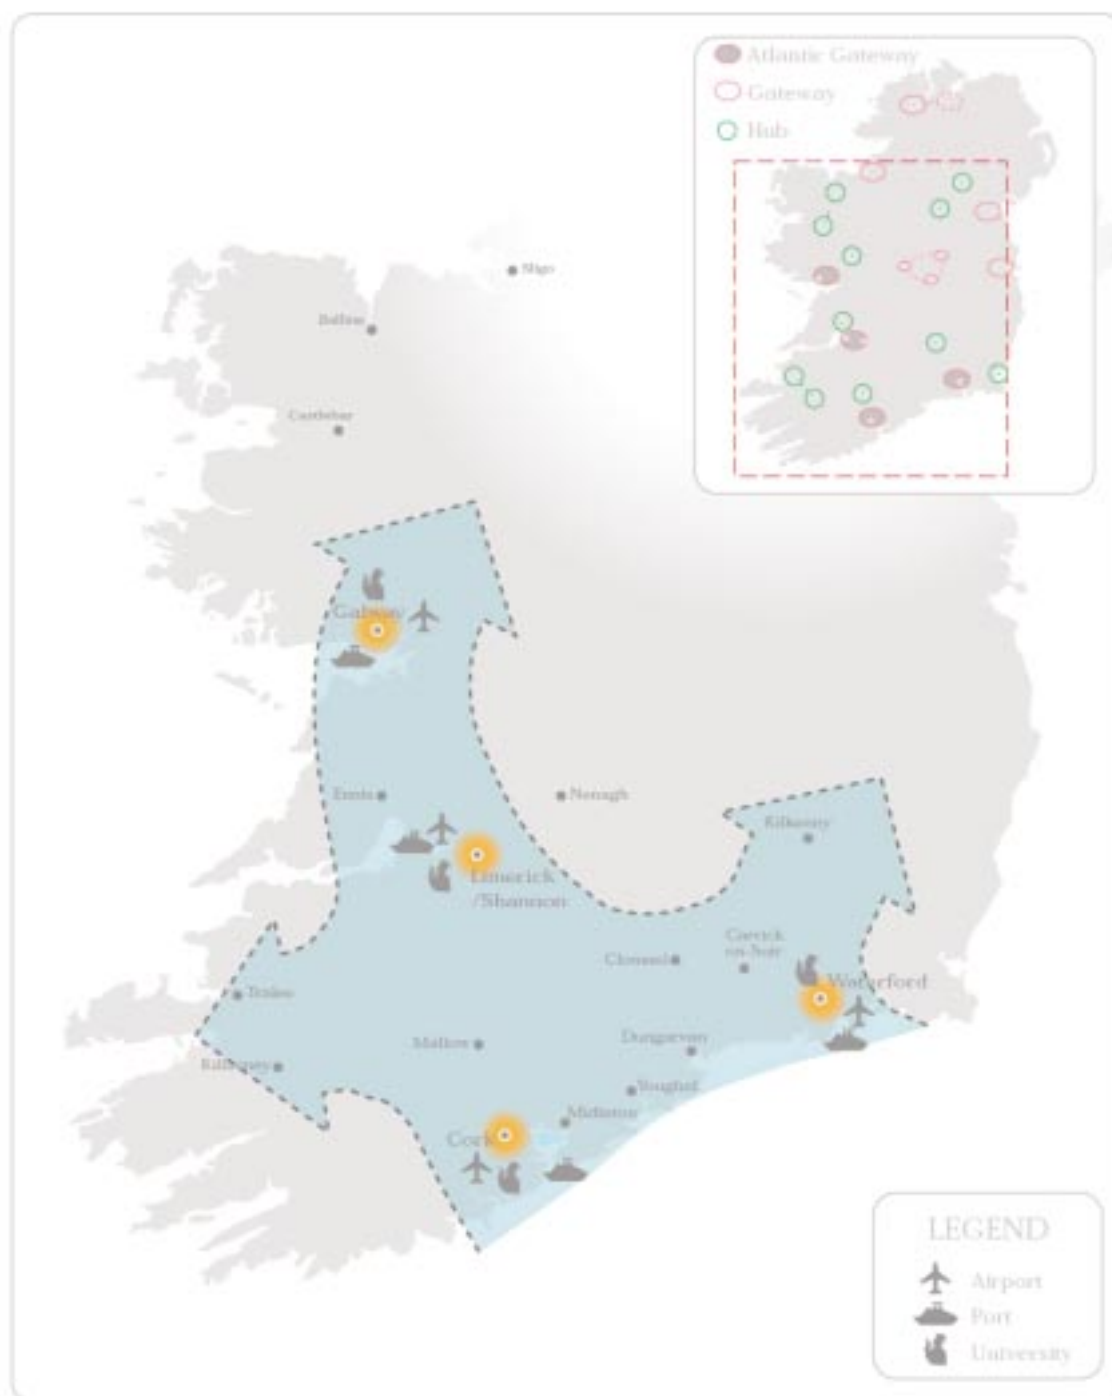 Atlantic Gateway
Gateway
Hub
Sligo
Ballina
Castlebar
Galway
Ennis
Nenagh
Kilkenny
Limerick
/Shannon
Carrick
on-Suir
Clonmel
Waterford
Tralee
Mallow
Dungarvan
Killarney
Youghal
Midleton
Cork
LEGEND
Airport
Port
University